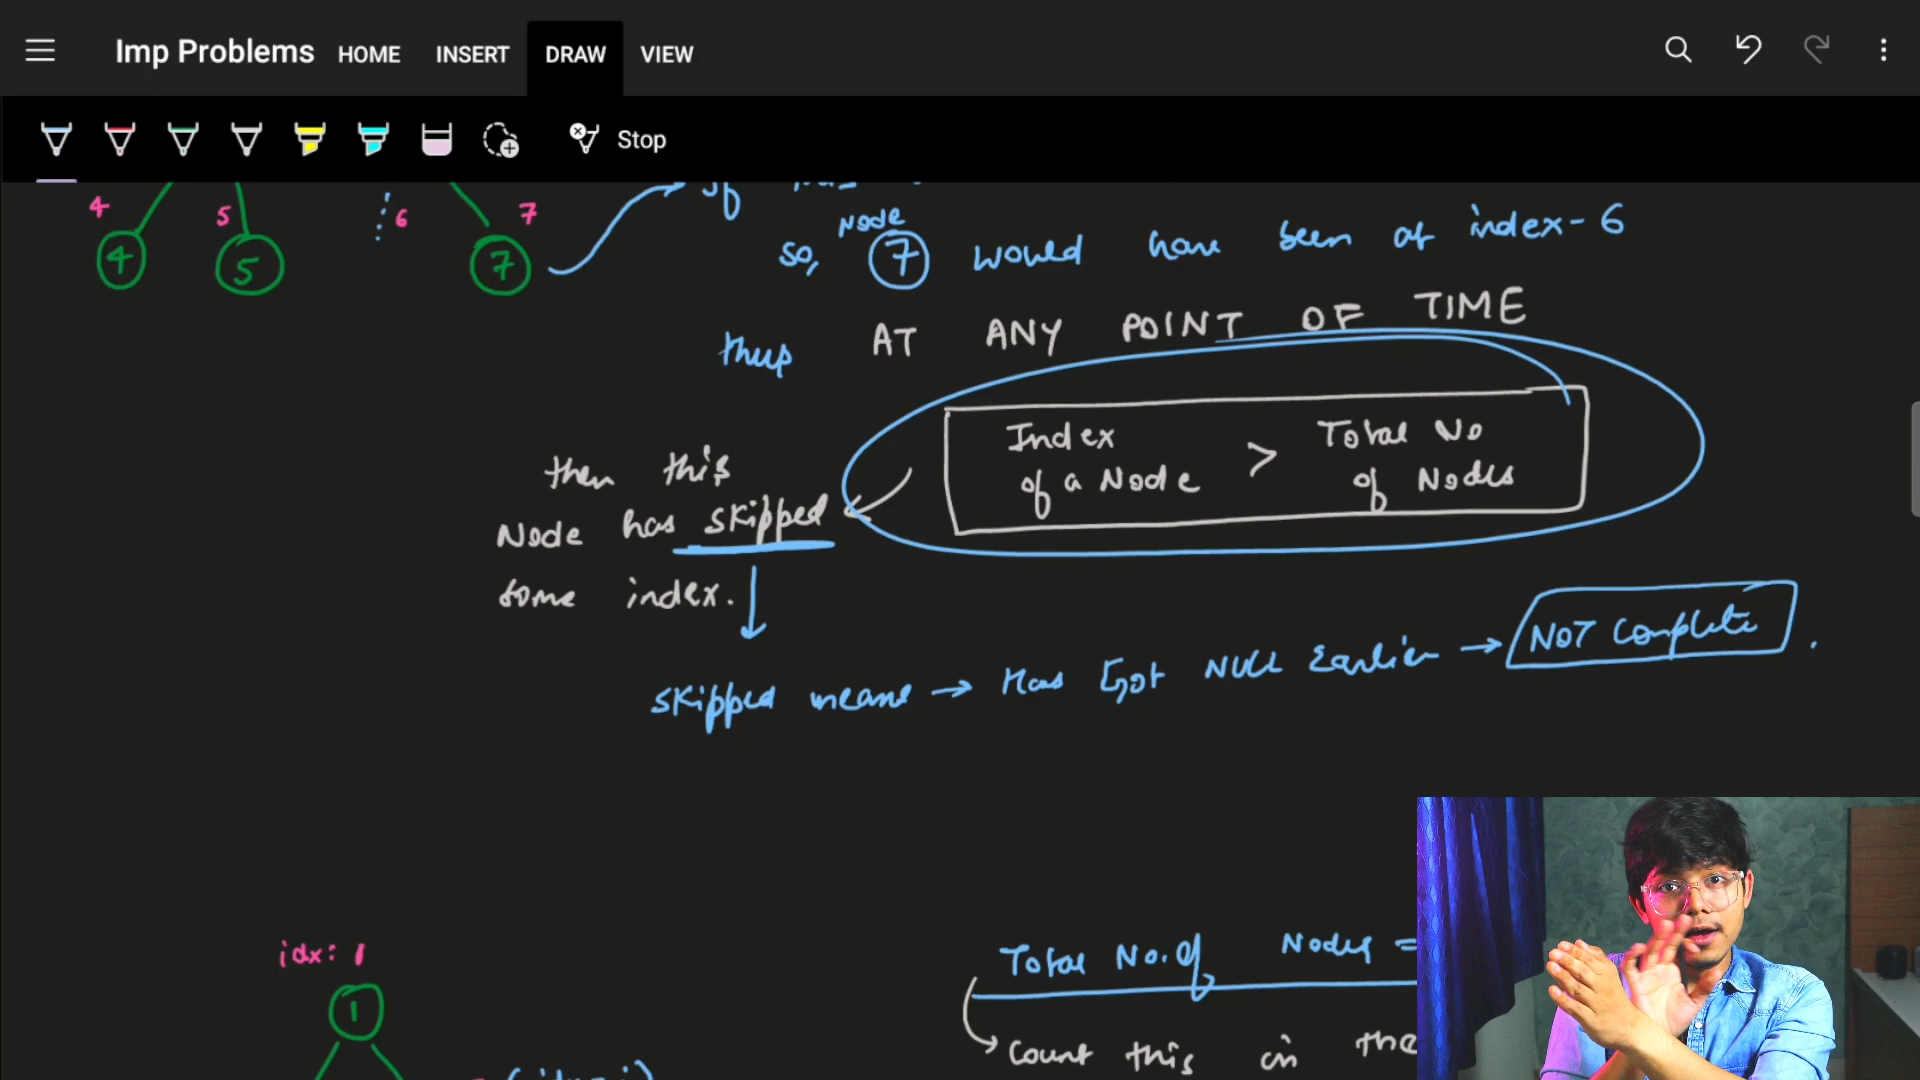 Imp Problems HOME INSERT DRAW VIEW
Stop
4 5 6 7
4 5 7
if
Node
so, 7 would have been at index-6
thus AT ANY POINT OF TIME
Index of a Node > Total No of Nodes
then this
Node has skipped
some index.
skipped means → Has Got NULL Earlier → NOT Complete.
idx: 1
1
Total No. of Nodes =
Count this in the